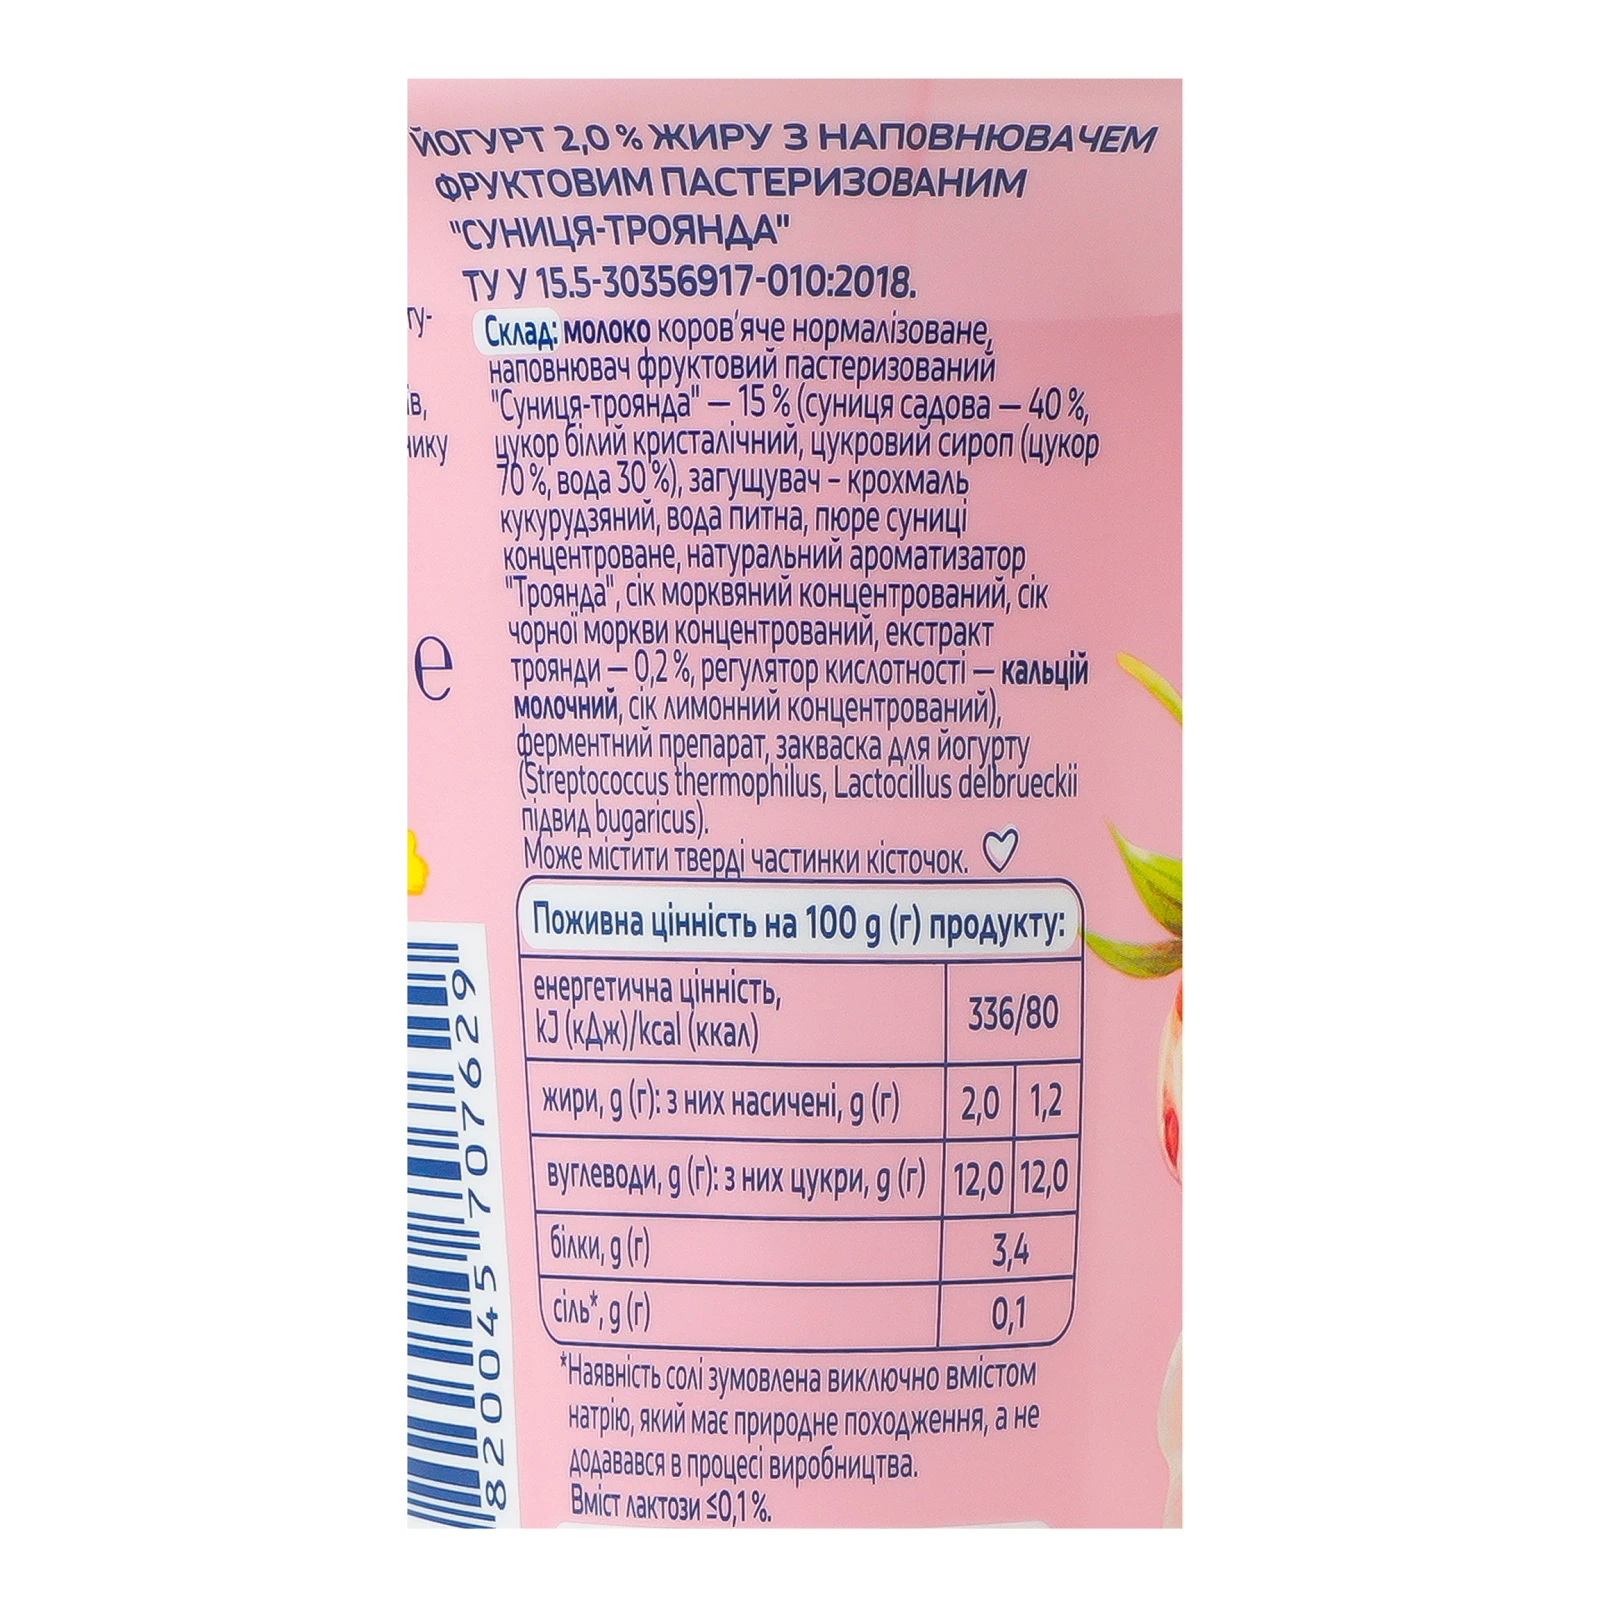 ЙОГУРТ 2,0 % ЖИРУ З НАПОВНЮВАЧЕМ
ФРУКТОВИМ ПАСТЕРИЗОВАНИМ
"СУНИЦЯ-ТРОЯНДА"
ТУ У 15.5-30356917-010:2018.
Склад: молоко коров'яче нормалізоване,
наповнювач фруктовий пастеризований
"Суниця-троянда" — 15 % (суниця садова — 40 %,
цукор білий кристалічний, цукровий сироп (цукор
70 %, вода 30 %), загущувач – крохмаль
кукурудзяний, вода питна, пюре суниці
концентроване, натуральний ароматизатор
"Троянда", сік морквяний концентрований, сік
чорної моркви концентрований, екстракт
троянди — 0,2 %, регулятор кислотності — кальцій
молочний, сік лимонний концентрований),
ферментний препарат, закваска для йогурту
(Streptococcus thermophilus, Lactocillus delbrueckii
підвид bugaricus).
Може містити тверді частинки кісточок.
Поживна цінність на 100 g (г) продукту:
енергетична цінність,
kJ (кДж)/kcal (ккал) 336/80
жири, g (г): з них насичені, g (г) 2,0 1,2
вуглеводи, g (г): з них цукри, g (г) 12,0 12,0
білки, g (г) 3,4
сіль*, g (г) 0,1
*Наявність солі зумовлена виключно вмістом
натрію, який має природне походження, а не
додавався в процесі виробництва.
Вміст лактози ≤0,1 %.
ту-
ів,
нику
e
820045 707629